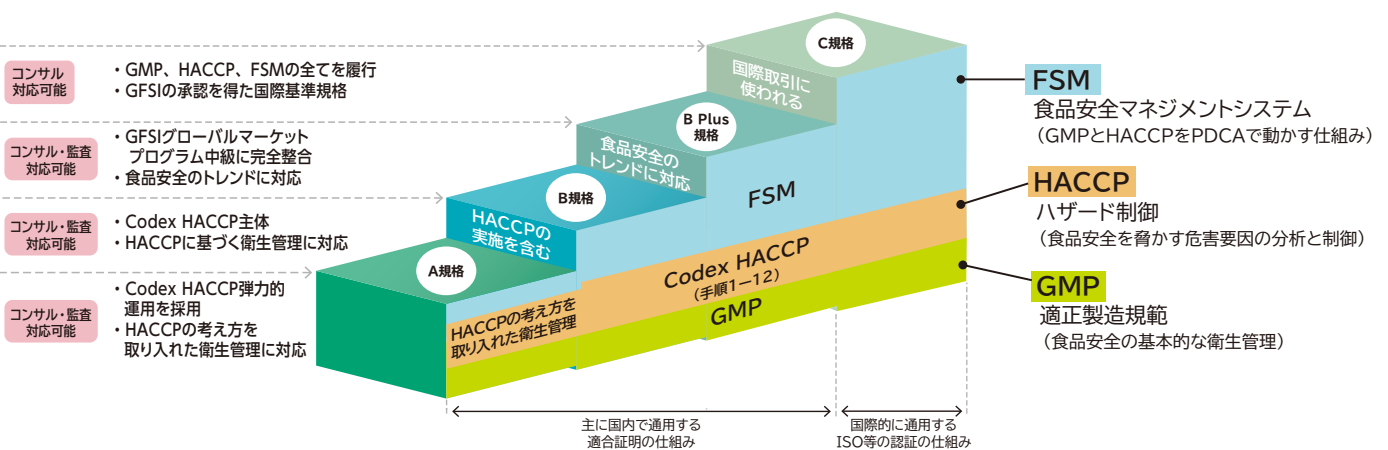 コンサル
対応可能
・GMP、HACCP、FSMの全てを履行
・GFSIの承認を得た国際基準規格
コンサル・監査
対応可能
・GFSIグローバルマーケット
プログラム中級に完全整合
・食品安全のトレンドに対応
コンサル・監査
対応可能
・Codex HACCP主体
・HACCPに基づく衛生管理に対応
コンサル・監査
対応可能
・Codex HACCP弾力的
運用を採用
・HACCPの考え方を
取り入れた衛生管理に対応
C規格
国際取引に
使われる
B Plus
規格
食品安全の
トレンドに対応
B規格
HACCPの
実施を含む
A規格
HACCPの考え方を
取り入れた衛生管理
FSM
Codex HACCP
（手順1ー12）
GMP
FSM
食品安全マネジメントシステム
（GMPとHACCPをPDCAで動かす仕組み）
HACCP
ハザード制御
（食品安全を脅かす危害要因の分析と制御）
GMP
適正製造規範
（食品安全の基本的な衛生管理）
主に国内で通用する
適合証明の仕組み
国際的に通用する
ISO等の認証の仕組み